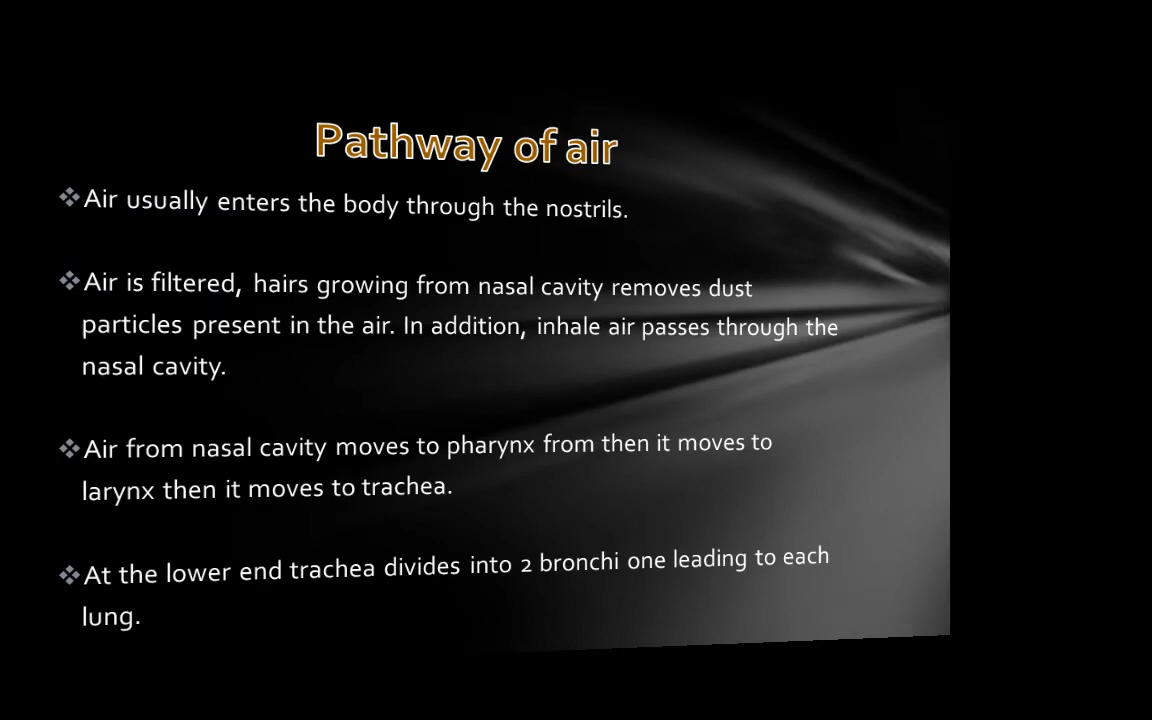 Pathway of air
❖Air usually enters the body through the nostrils.
❖Air is filtered, hairs growing from nasal cavity removes dust
particles present in the air. In addition, inhale air passes through the
nasal cavity.
❖Air from nasal cavity moves to pharynx from then it moves to
larynx then it moves to trachea.
❖At the lower end trachea divides into 2 bronchi one leading to each
lung.